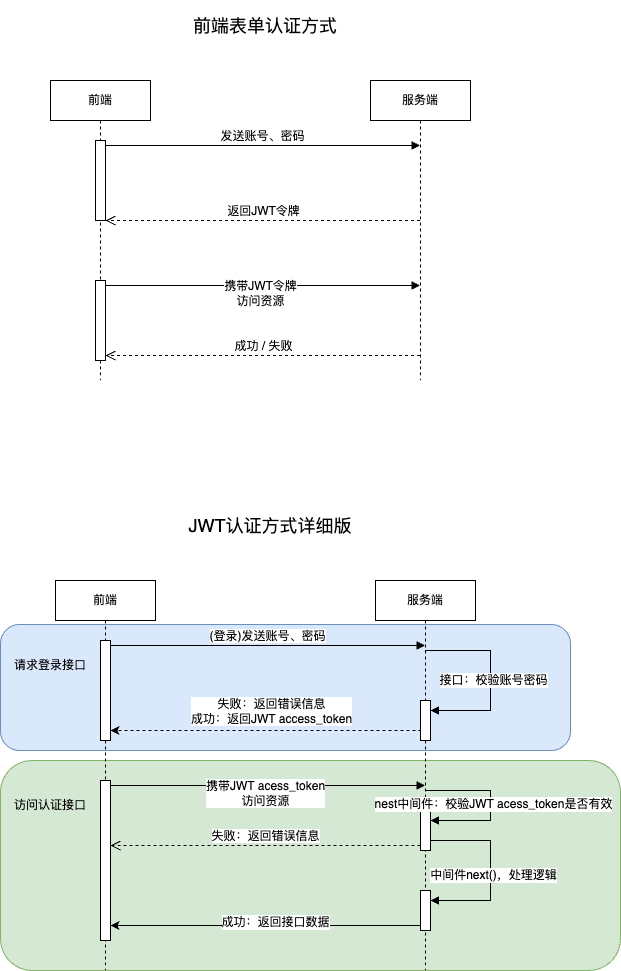 前端表单认证方式
前端
服务端
发送账号、密码
返回JWT令牌
携带JWT令牌
访问资源
成功 / 失败
JWT认证方式详细版
前端
服务端
请求登录接口
(登录)发送账号、密码
接口：校验账号密码
失败：返回错误信息
成功：返回JWT access_token
访问认证接口
携带JWT acess_token
访问资源
nest中间件：校验JWT acess_token是否有效
失败：返回错误信息
中间件next()，处理逻辑
成功：返回接口数据